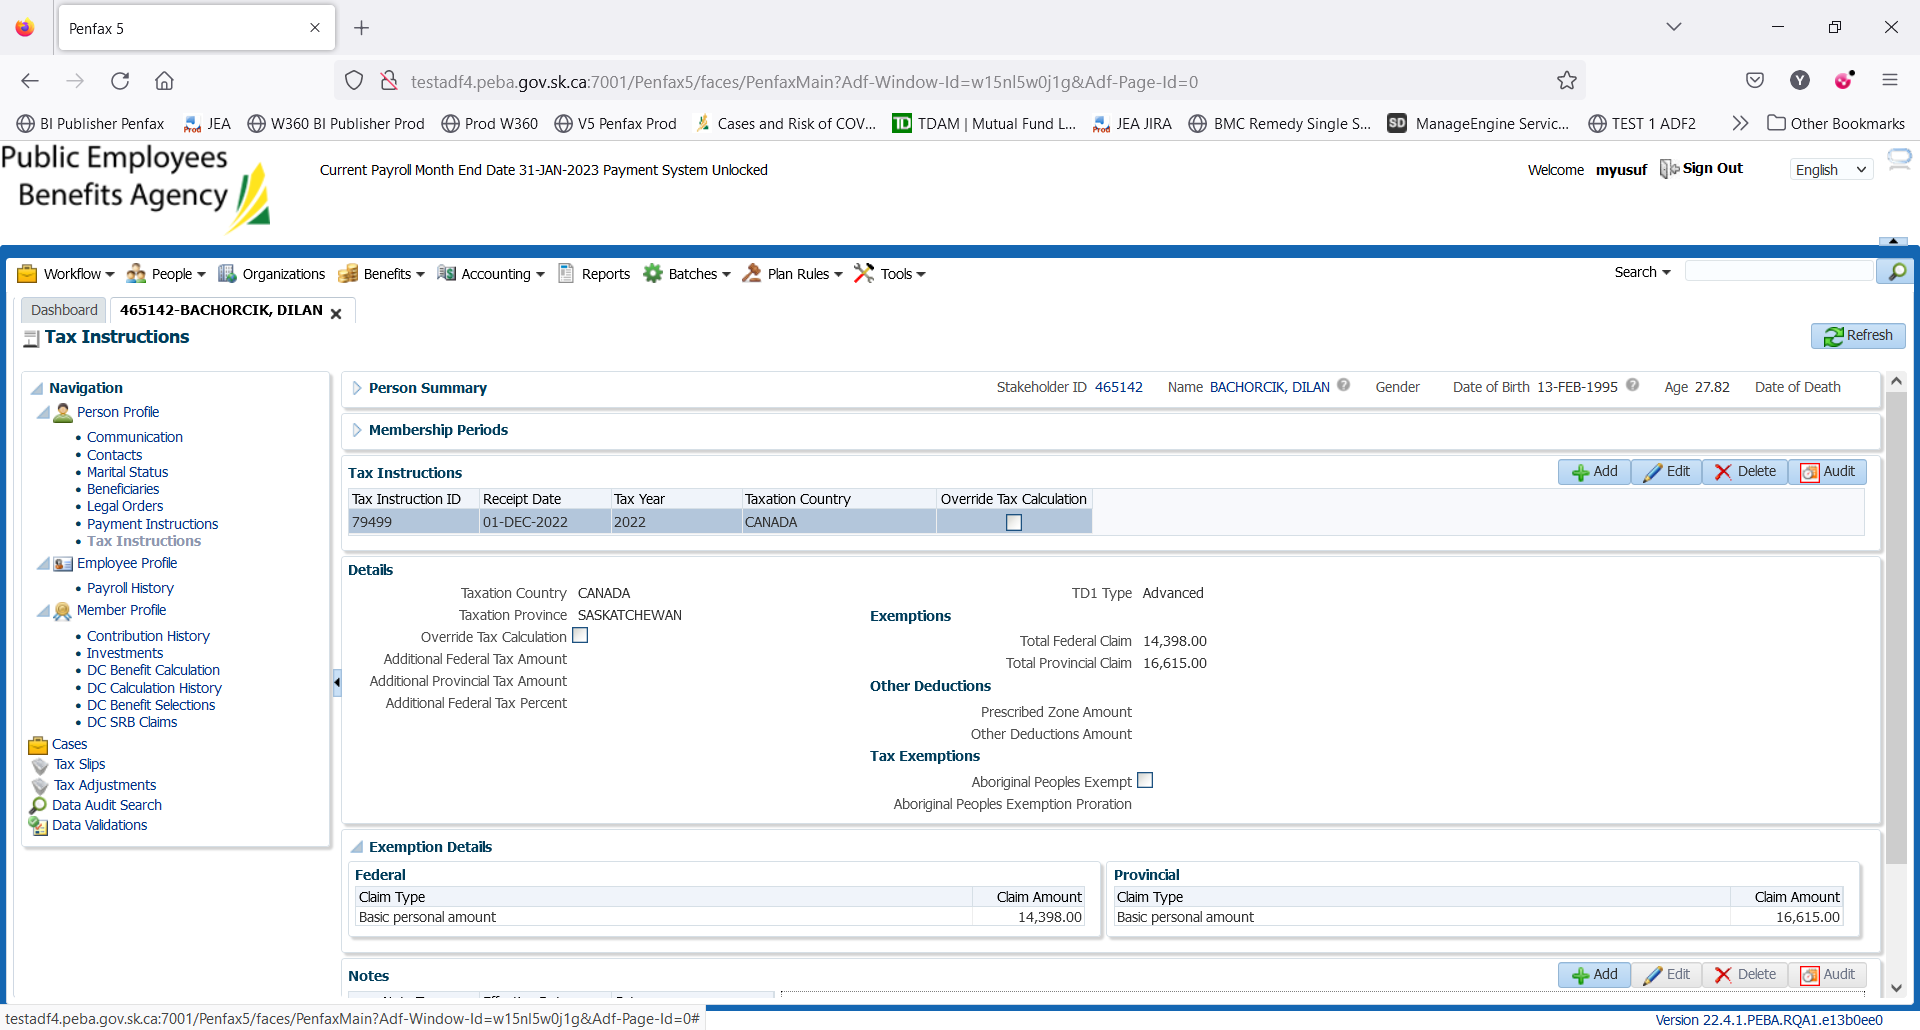 Penfax 5
testadf4.peba.gov.sk.ca:7001/Penfax5/faces/PenfaxMain?Adf-Window-Id=w15nl5w0j1g&Adf-Page-Id=0
BI Publisher Penfax JEA W360 BI Publisher Prod Prod W360 V5 Penfax Prod Cases and Risk of COV... TDAM | Mutual Fund L... JEA JIRA BMC Remedy Single S... ManageEngine Servic... TEST 1 ADF2 Other Bookmarks
Public Employees
Benefits Agency
Current Payroll Month End Date 31-JAN-2023 Payment System Unlocked
Welcome myusuf Sign Out English
Workflow People Organizations Benefits Accounting Reports Batches Plan Rules Tools Search
Dashboard 465142-BACHORCIK, DILAN
Tax Instructions
Refresh
Navigation
Person Profile
Communication
Contacts
Marital Status
Beneficiaries
Legal Orders
Payment Instructions
Tax Instructions
Employee Profile
Payroll History
Member Profile
Contribution History
Investments
DC Benefit Calculation
DC Calculation History
DC Benefit Selections
DC SRB Claims
Cases
Tax Slips
Tax Adjustments
Data Audit Search
Data Validations
Person Summary Stakeholder ID 465142 Name BACHORCIK, DILAN Gender Date of Birth 13-FEB-1995 Age 27.82 Date of Death
Membership Periods
Tax Instructions Add Edit Delete Audit
Tax Instruction ID Receipt Date Tax Year Taxation Country Override Tax Calculation
79499 01-DEC-2022 2022 CANADA
Details
Taxation Country CANADA
Taxation Province SASKATCHEWAN
Override Tax Calculation
Additional Federal Tax Amount
Additional Provincial Tax Amount
Additional Federal Tax Percent
TD1 Type Advanced
Exemptions
Total Federal Claim 14,398.00
Total Provincial Claim 16,615.00
Other Deductions
Prescribed Zone Amount
Other Deductions Amount
Tax Exemptions
Aboriginal Peoples Exempt
Aboriginal Peoples Exemption Proration
Exemption Details
Federal
Claim Type Claim Amount
Basic personal amount 14,398.00
Provincial
Claim Type Claim Amount
Basic personal amount 16,615.00
Notes Add Edit Delete Audit
testadf4.peba.gov.sk.ca:7001/Penfax5/faces/PenfaxMain?Adf-Window-Id=w15nl5w0j1g&Adf-Page-Id=0#
Version 22.4.1.PEBA.RQA1.e13b0ee0